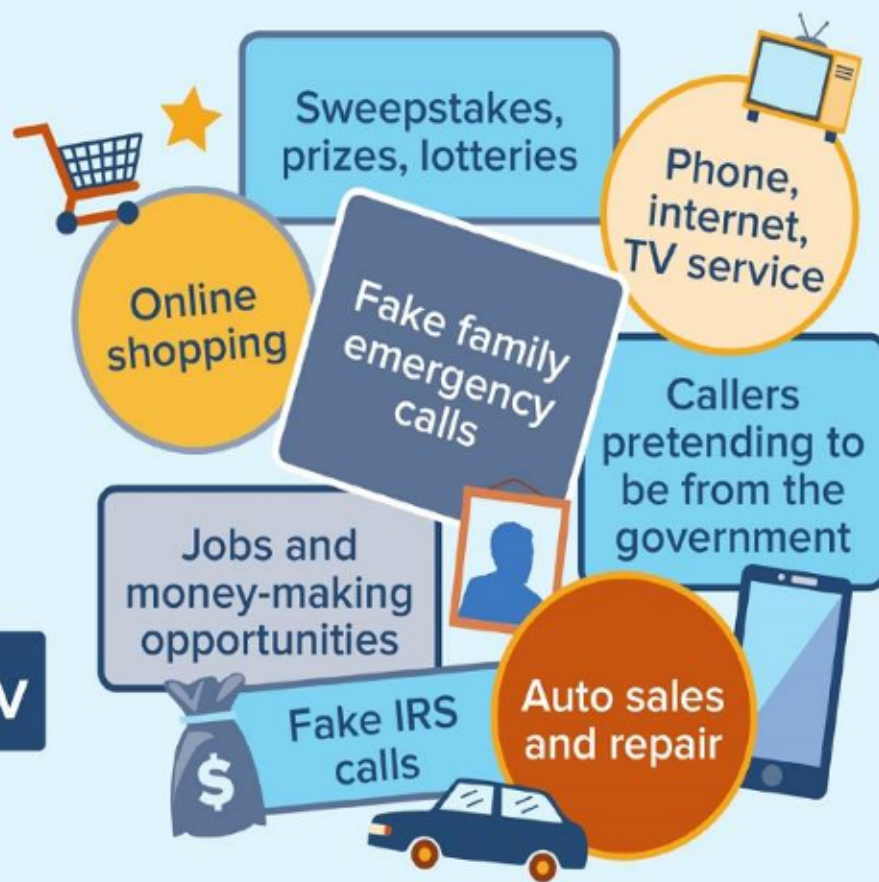 Sweepstakes,
prizes, lotteries
Phone,
internet,
TV service
Online
shopping
Fake family
emergency
calls
Callers
pretending to
be from the
government
Jobs and
money-making
opportunities
v
Fake IRS
calls
$
Auto sales
and repair